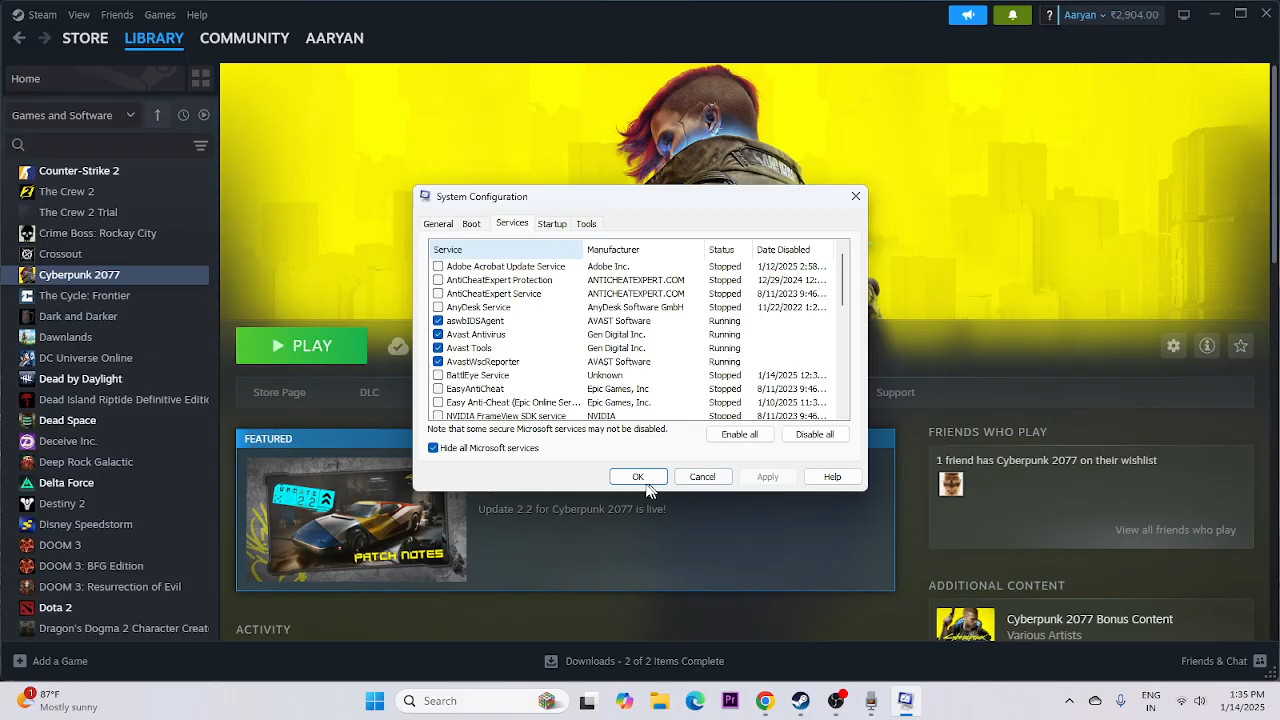 Steam View Friends Games Help
? Aaryan ₹2,904.00
STORE LIBRARY COMMUNITY AARYAN
Home
Games and Software
Counter-Strike 2
The Crew 2
The Crew 2 Trial
Crime Boss: Rockay City
Crossout
Cyberpunk 2077
The Cycle: Frontier
Dark and Darker
Dawnlands
DC Universe Online
Dead by Daylight
Dead Island Riptide Definitive Editic
Dead Space
Deceive Inc.
Deep Rock Galactic
Delta Force
Destiny 2
Disney Speedstorm
DOOM 3
DOOM 3: BFG Edition
DOOM 3: Resurrection of Evil
Dota 2
Dragon's Dogma 2 Character Creat
System Configuration
General Boot Services Startup Tools
Service Manufacturer Status Date Disabled
Adobe Acrobat Update Service Adobe Inc. Stopped 1/12/2025 2:58...
AntiCheatExpert Protection ANTICHEATEXPERT.COM Stopped 12/29/2024 12...
AntiCheatExpert Service ANTICHEATEXPERT.COM Stopped 8/11/2023 9:46...
AnyDesk Service AnyDesk Software GmbH Stopped 11/22/2022 1:2...
aswbIDSAgent AVAST Software Running
Avast Antivirus Gen Digital Inc. Running
Avast Tools Gen Digital Inc. Running
AvastWscReporter AVAST Software Running
BattlEye Service Unknown Stopped 1/14/2025 12:3...
EasyAntiCheat Epic Games, Inc Stopped 8/11/2023 9:46...
Easy Anti-Cheat (Epic Online Ser... Epic Games, Inc. Stopped 1/10/2025 11:3...
NVIDIA FrameView SDK service NVIDIA Stopped 8/11/2023 9:46...
Note that some secure Microsoft services may not be disabled.
Enable all Disable all
Hide all Microsoft services
OK Cancel Apply Help
PLAY
Store Page DLC Support
FEATURED
UPDATE 2.2
PATCH NOTES
Update 2.2 for Cyberpunk 2077 is live!
ACTIVITY
FRIENDS WHO PLAY
1 friend has Cyberpunk 2077 on their wishlist
View all friends who play
ADDITIONAL CONTENT
Cyberpunk 2077 Bonus Content
Various Artists
Add a Game
Downloads - 2 of 2 Items Complete
Friends & Chat
1
87°F
Mostly sunny
Search
Pr
ENG
IN
1:35 PM
1/14/2025